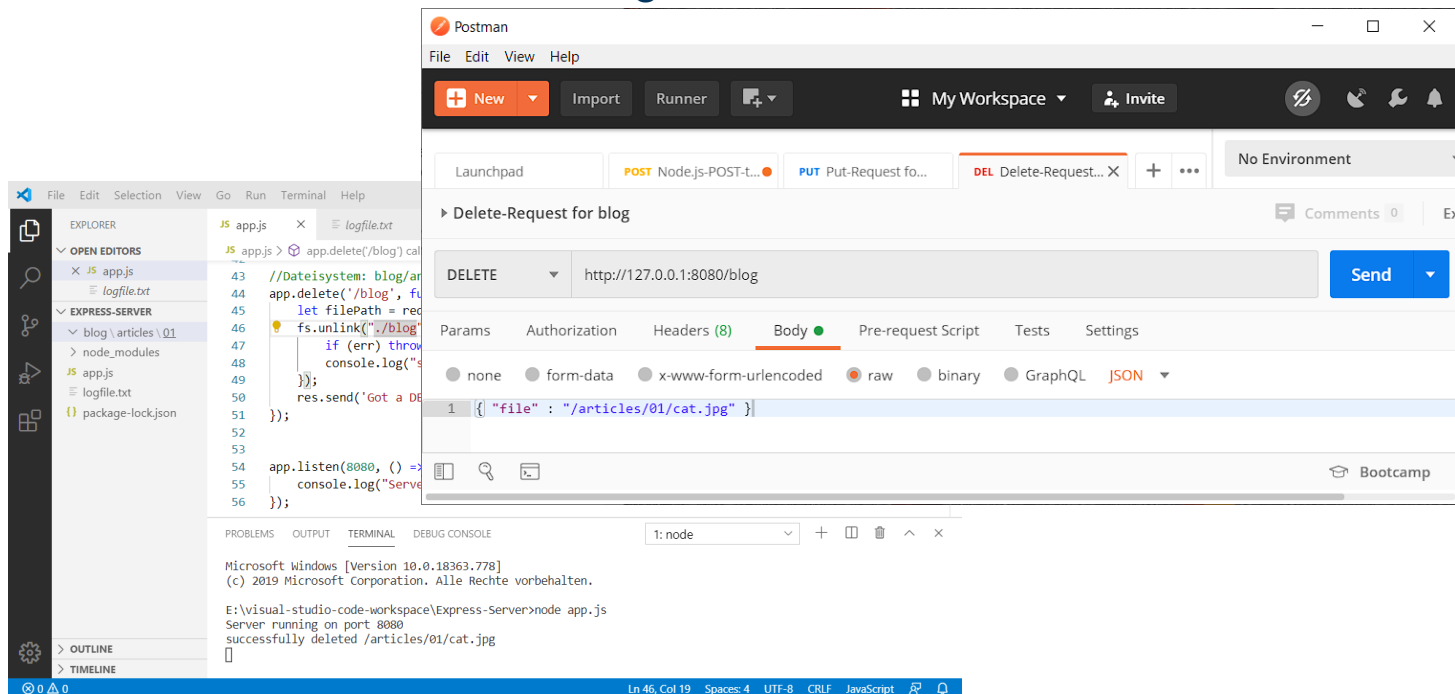 Postman
File Edit View Help
New Import Runner My Workspace Invite
Launchpad POST Node.js-POST-t... PUT Put-Request fo... DEL Delete-Request... No Environment
Delete-Request for blog Comments 0
DELETE http://127.0.0.1:8080/blog Send
Params Authorization Headers (8) Body Pre-request Script Tests Settings
none form-data x-www-form-urlencoded raw binary GraphQL JSON
1 { "file" : "/articles/01/cat.jpg" }
Bootcamp
File Edit Selection View Go Run Terminal Help
EXPLORER
OPEN EDITORS
JS app.js
logfile.txt
EXPRESS-SERVER
blog \ articles \ 01
node_modules
JS app.js
logfile.txt
{} package-lock.json
OUTLINE
TIMELINE
JS app.js logfile.txt
JS app.js > app.delete('/blog') cal
43 //Dateisystem: blog/ar
44 app.delete('/blog', fu
45 let filePath = rec
46 fs.unlink("./blog"
47 if (err) throw
48 console.log("s
49 });
50 res.send('Got a DE
51 });
52
53
54 app.listen(8080, () =>
55 console.log("Serve
56 });
PROBLEMS OUTPUT TERMINAL DEBUG CONSOLE 1: node
Microsoft Windows [Version 10.0.18363.778]
(c) 2019 Microsoft Corporation. Alle Rechte vorbehalten.
E:\visual-studio-code-workspace\Express-Server>node app.js
Server running on port 8080
successfully deleted /articles/01/cat.jpg
0 0 Ln 46, Col 19 Spaces: 4 UTF-8 CRLF JavaScript